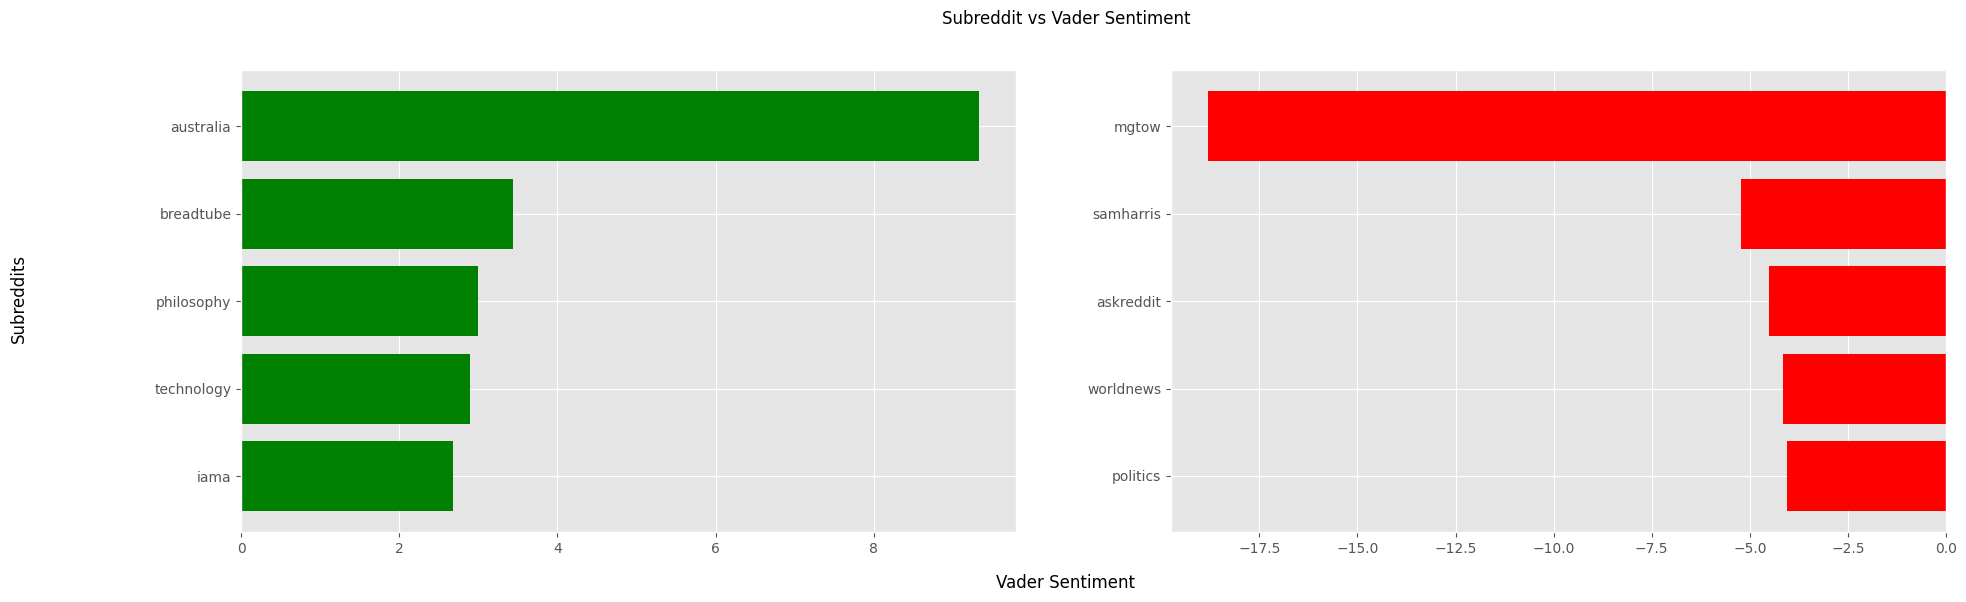 Subreddit vs Vader Sentiment
Subreddits
australia
breadtube
philosophy
technology
iama
0 2 4 6 8
mgtow
samharris
askreddit
worldnews
politics
−17.5 −15.0 −12.5 −10.0 −7.5 −5.0 −2.5 0.0
Vader Sentiment